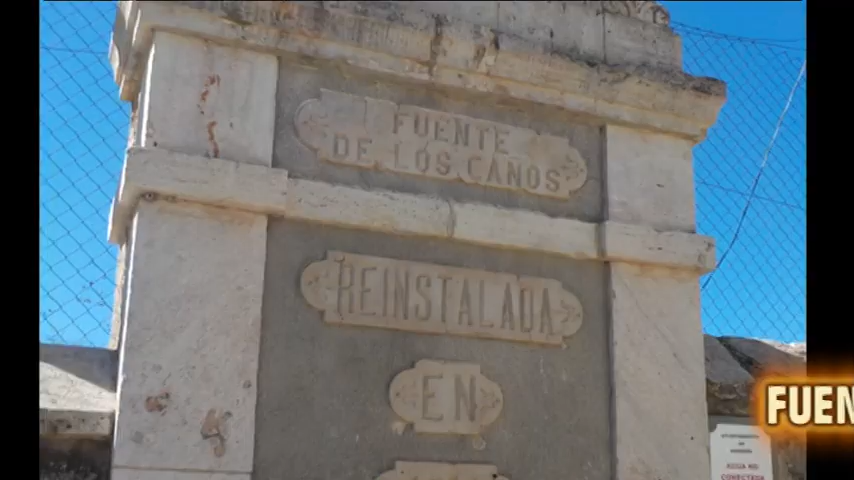 FUENTE
DE LOS CAÑOS
REINSTALADA
EN
FUEN